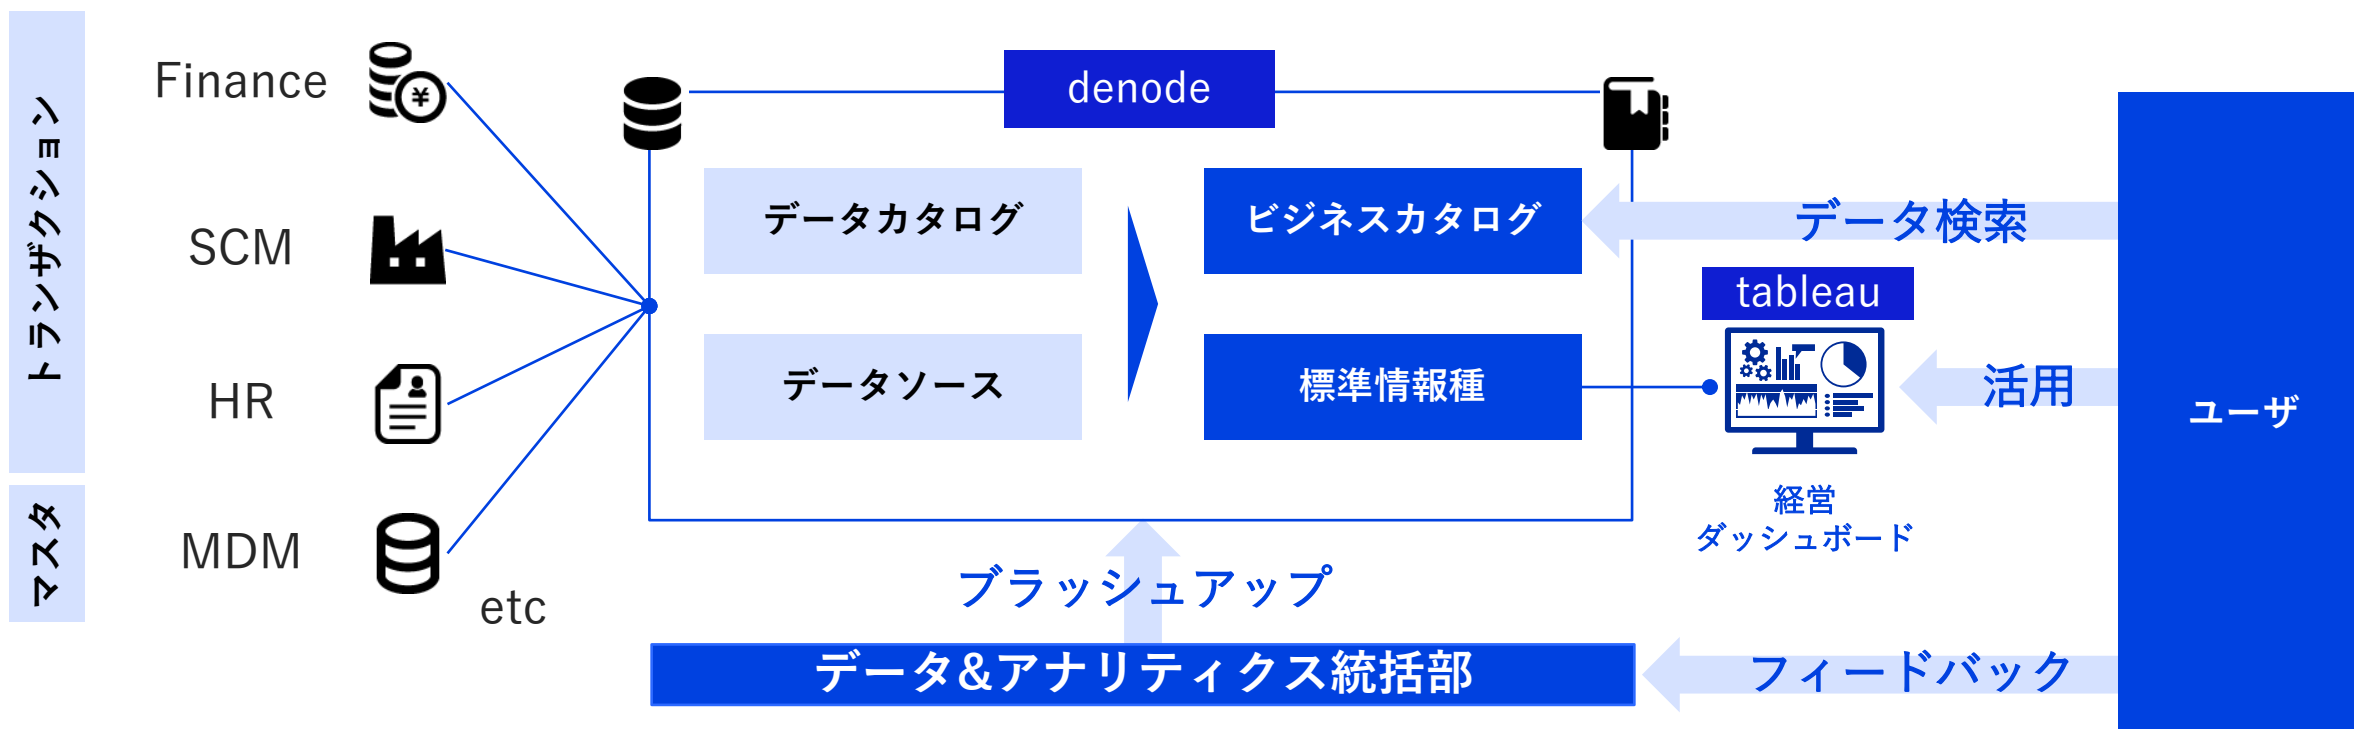 トランザクション
マスタ
Finance
SCM
HR
MDM
etc
denode
データカタログ
ビジネスカタログ
データソース
標準情報種
データ検索
tableau
活用
経営
ダッシュボード
ユーザ
ブラッシュアップ
データ&アナリティクス統括部
フィードバック